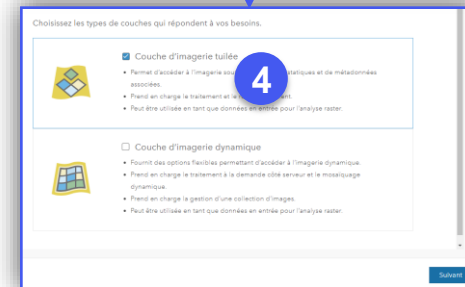 Choisissez les types de couches qui répondent à vos besoins.
Couche d'imagerie tuilée
• Permet d'accéder à l'imagerie sou statiques et de métadonnées
associées.
• Prend en charge le traitement et le
• Peut être utilisée en tant que données en entrée pour l'analyse raster.
4
Couche d'imagerie dynamique
• Fournit des options flexibles permettant d'accéder à l'imagerie dynamique.
• Prend en charge le traitement à la demande côté serveur et le mosaïquage
dynamique.
• Prend en charge la gestion d'une collection d'images.
• Peut être utilisée en tant que données en entrée pour l'analyse raster.
Suivant